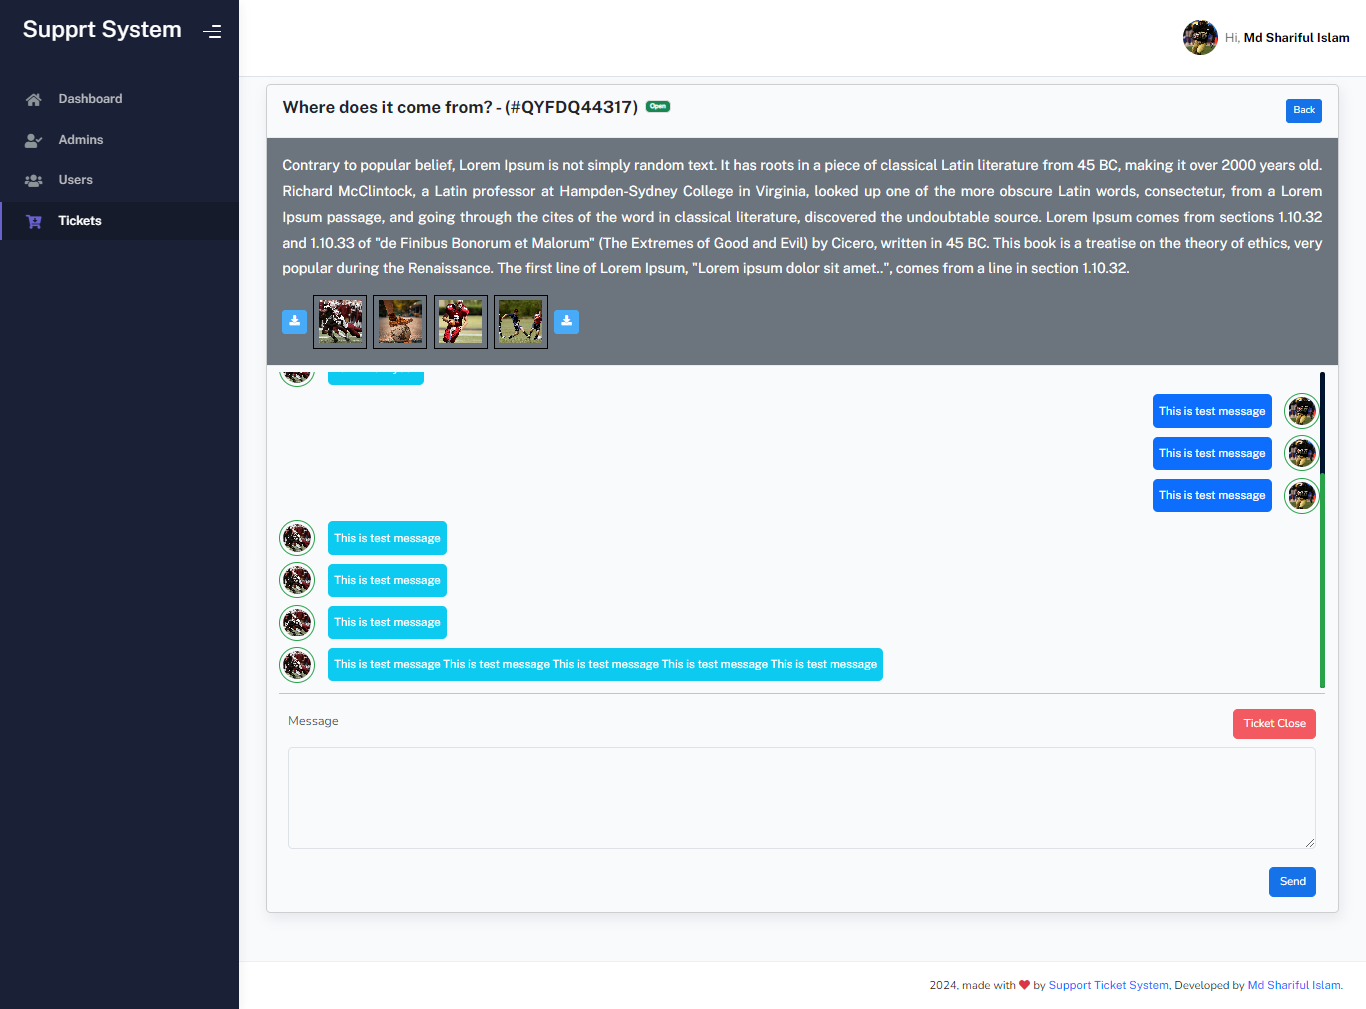 Supprt System
Hi, Md Shariful Islam
Dashboard
Admins
Users
Tickets
Where does it come from? - (#QYFDQ44317) Open
Back
Contrary to popular belief, Lorem Ipsum is not simply random text. It has roots in a piece of classical Latin literature from 45 BC, making it over 2000 years old.
Richard McClintock, a Latin professor at Hampden-Sydney College in Virginia, looked up one of the more obscure Latin words, consectetur, from a Lorem
Ipsum passage, and going through the cites of the word in classical literature, discovered the undoubtable source. Lorem Ipsum comes from sections 1.10.32
and 1.10.33 of "de Finibus Bonorum et Malorum" (The Extremes of Good and Evil) by Cicero, written in 45 BC. This book is a treatise on the theory of ethics, very
popular during the Renaissance. The first line of Lorem Ipsum, "Lorem ipsum dolor sit amet..", comes from a line in section 1.10.32.
This is test message
This is test message
This is test message
This is test message
This is test message
This is test message
This is test message This is test message This is test message This is test message This is test message
Message
Ticket Close
Send
2024, made with ❤ by Support Ticket System, Developed by Md Shariful Islam.